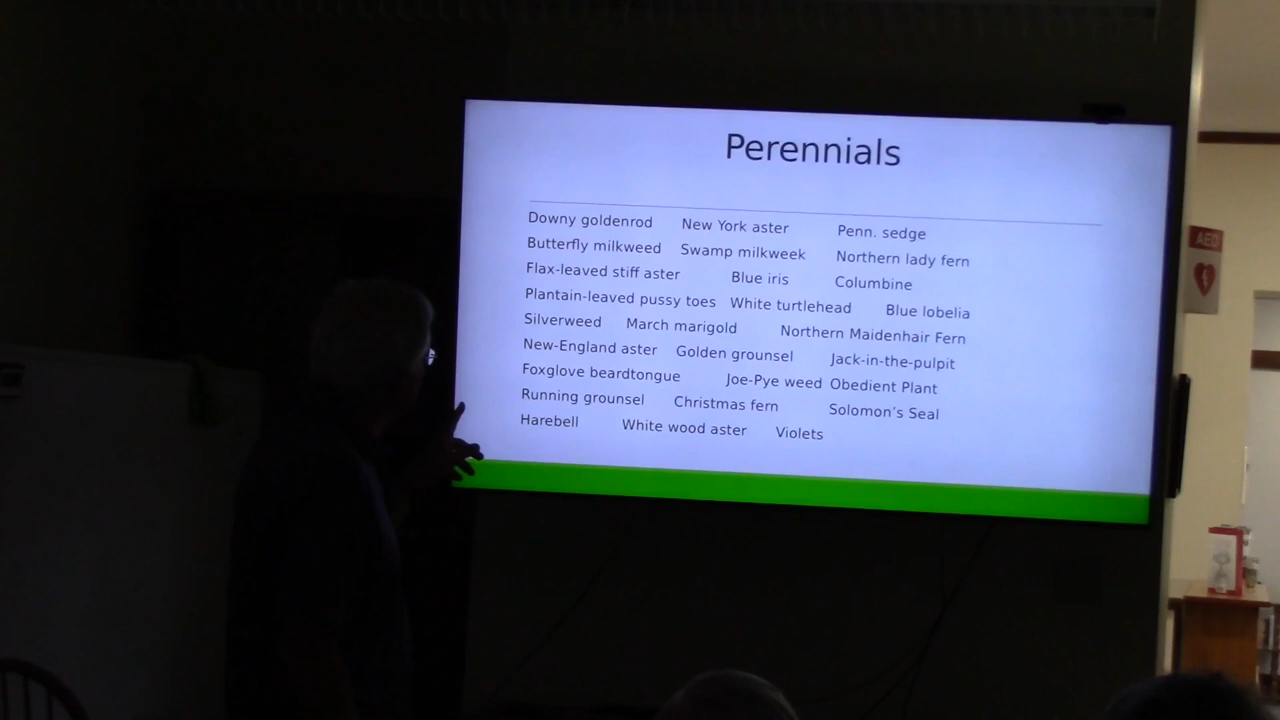 Perennials
Downy goldenrod New York aster Penn. sedge
Butterfly milkweed Swamp milkweek Northern lady fern
Flax-leaved stiff aster Blue iris Columbine
Plantain-leaved pussy toes White turtlehead Blue lobelia
Silverweed March marigold Northern Maidenhair Fern
New-England aster Golden grounsel Jack-in-the-pulpit
Foxglove beardtongue Joe-Pye weed Obedient Plant
Running grounsel Christmas fern Solomon's Seal
Harebell White wood aster Violets
AED